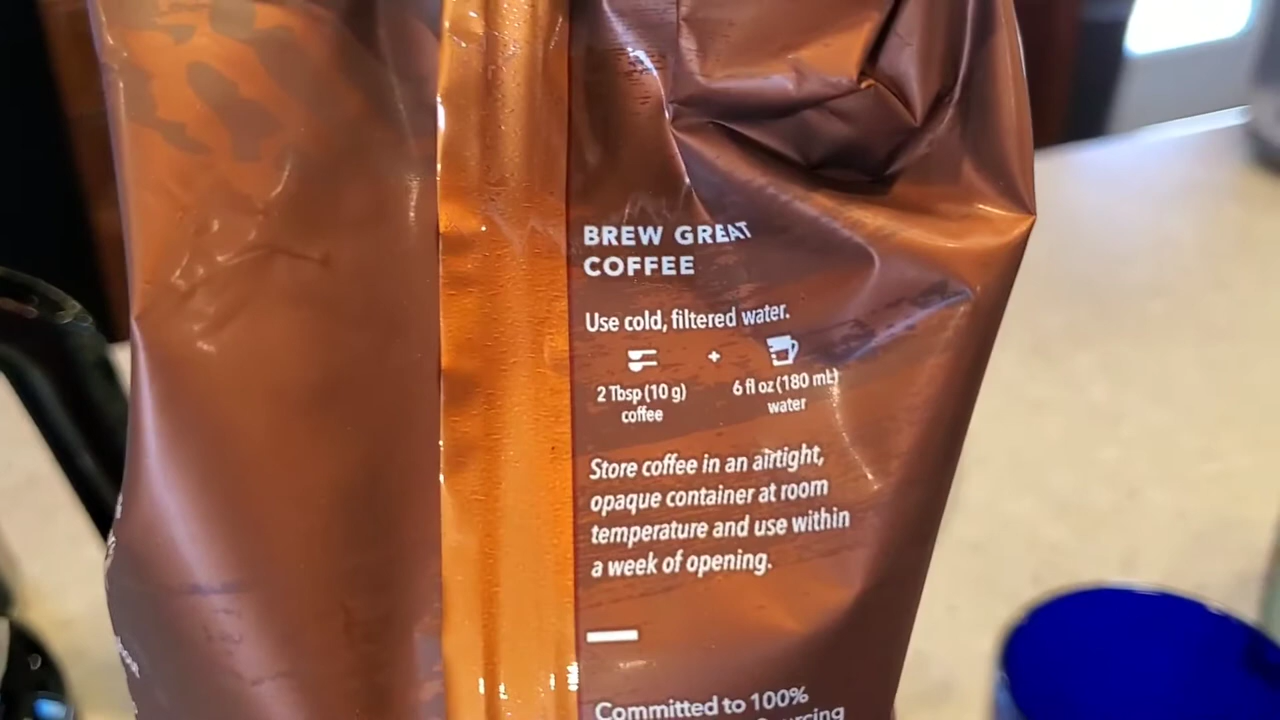 BREW GREAT
COFFEE
Use cold, filtered water.
+
2 Tbsp (10 g)
coffee
6 fl oz (180 mL)
water
Store coffee in an airtight,
opaque container at room
temperature and use within
a week of opening.
Committed to 100%